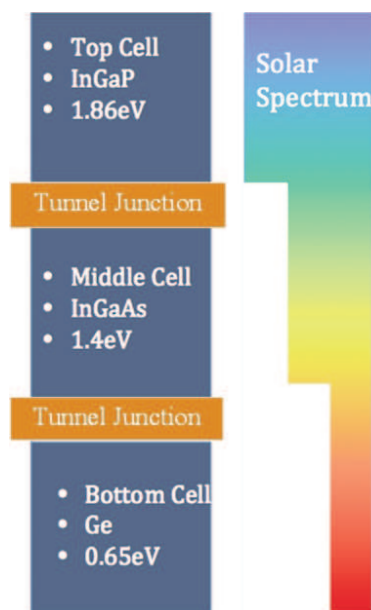 • Top Cell
• InGaP
• 1.86eV
Solar
Spectrum
Tunnel Junction
• Middle Cell
• InGaAs
• 1.4eV
Tunnel Junction
• Bottom Cell
• Ge
• 0.65eV